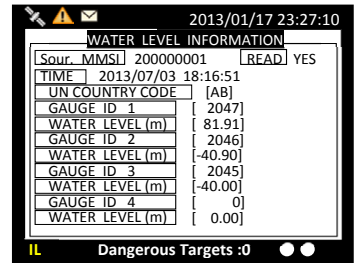 2013/01/17 23:27:10
WATER LEVEL INFORMATION
Sour. MMSI 200000001 READ YES
TIME 2013/07/03 18:16:51
UN COUNTRY CODE [AB]
GAUGE ID 1 [ 2047]
WATER LEVEL (m) [ 81.91]
GAUGE ID 2 [ 2046]
WATER LEVEL (m) [-40.90]
GAUGE ID 3 [ 2045]
WATER LEVEL (m) [-40.00]
GAUGE ID 4 [ 0]
WATER LEVEL (m) [ 0.00]
IL Dangerous Targets :0